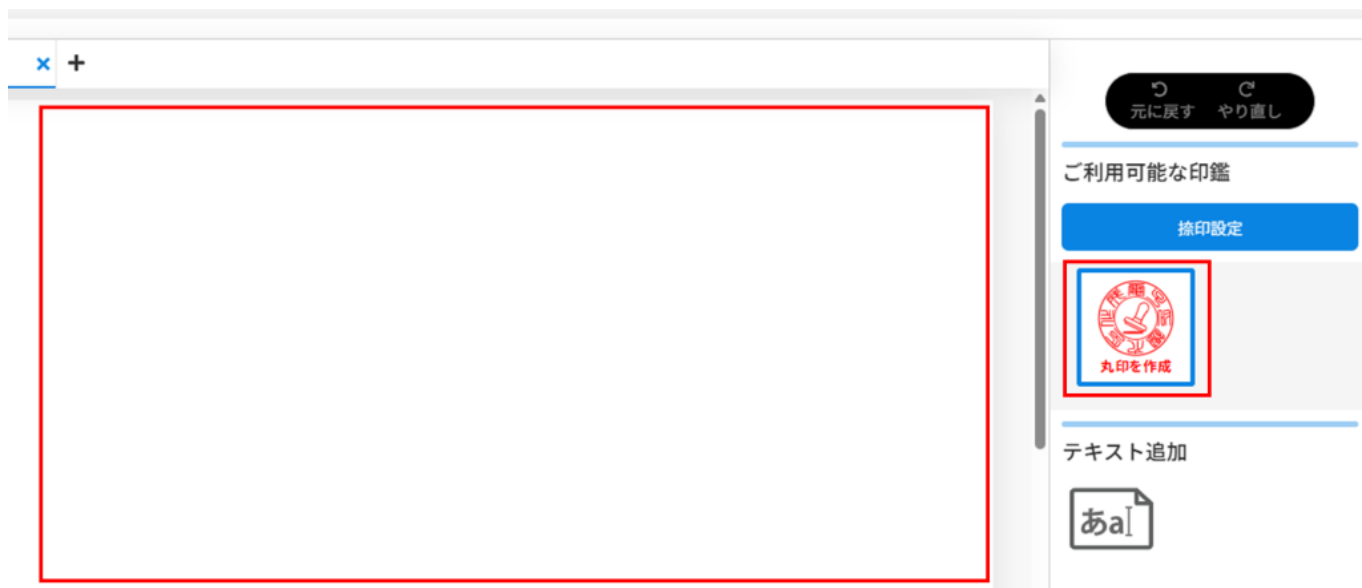 元に戻す やり直し
ご利用可能な印鑑
捺印設定
丸印を作成
テキスト追加
あa